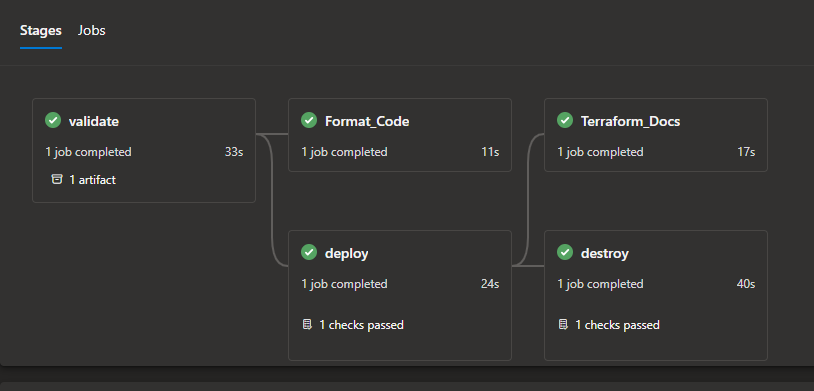 Stages Jobs
validate
1 job completed 33s
1 artifact
Format_Code
1 job completed 11s
Terraform_Docs
1 job completed 17s
deploy
1 job completed 24s
1 checks passed
destroy
1 job completed 40s
1 checks passed